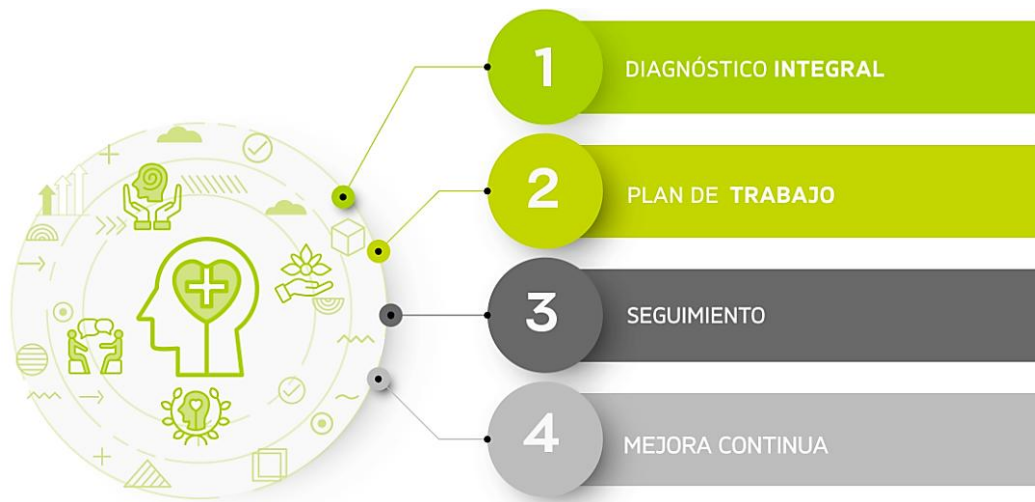 1
DIAGNÓSTICO INTEGRAL
2
PLAN DE TRABAJO
3
SEGUIMIENTO
4
MEJORA CONTINUA